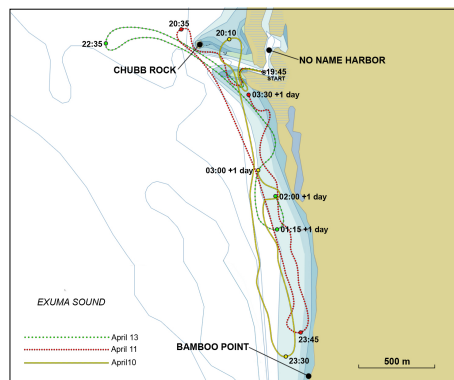 20:35
20:10
22:35
NO NAME HARBOR
CHUBB ROCK
19:45
START
03:30 +1 day
03:00 +1 day
02:00 +1 day
01:15 +1 day
EXUMA SOUND
April 13
April 11
April10
23:45
BAMBOO POINT
23:30
500 m